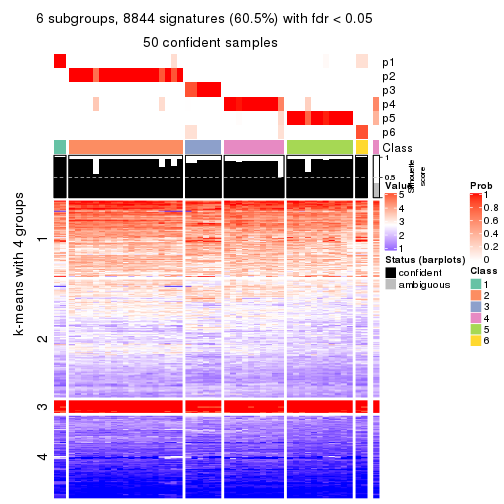 6 subgroups, 8844 signatures (60.5%) with fdr < 0.05
50 confident samples
p1
p2
p3
p4
p5
p6
Class
1
0.5
Silhouette
score
k-means with 4 groups
1
2
3
4
Value
5
4
3
2
1
Status (barplots)
confident
ambiguous
Prob
1
0.8
0.6
0.4
0.2
0
Class
1
2
3
4
5
6